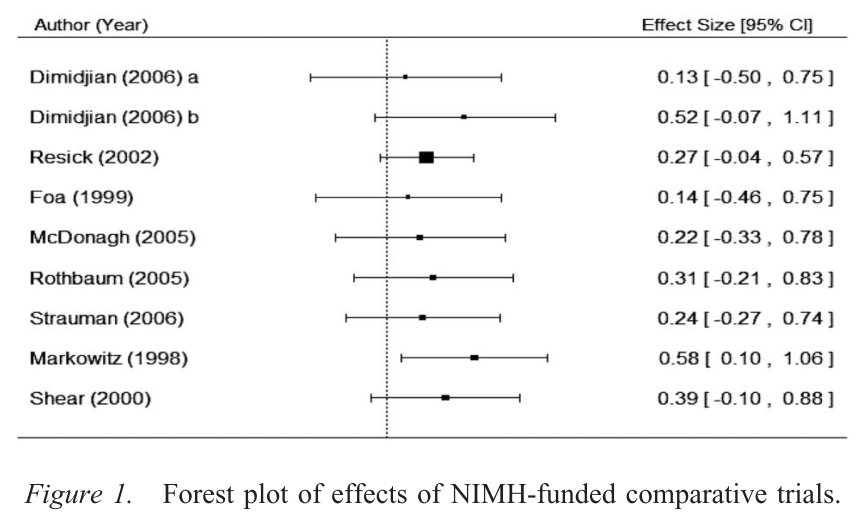 Author (Year) Effect Size [95% CI]
Dimidjian (2006) a 0.13 [ -0.50 , 0.75 ]
Dimidjian (2006) b 0.52 [ -0.07 , 1.11 ]
Resick (2002) 0.27 [ -0.04 , 0.57 ]
Foa (1999) 0.14 [ -0.46 , 0.75 ]
McDonagh (2005) 0.22 [ -0.33 , 0.78 ]
Rothbaum (2005) 0.31 [ -0.21 , 0.83 ]
Strauman (2006) 0.24 [ -0.27 , 0.74 ]
Markowitz (1998) 0.58 [ 0.10 , 1.06 ]
Shear (2000) 0.39 [ -0.10 , 0.88 ]
Figure 1. Forest plot of effects of NIMH-funded comparative trials.